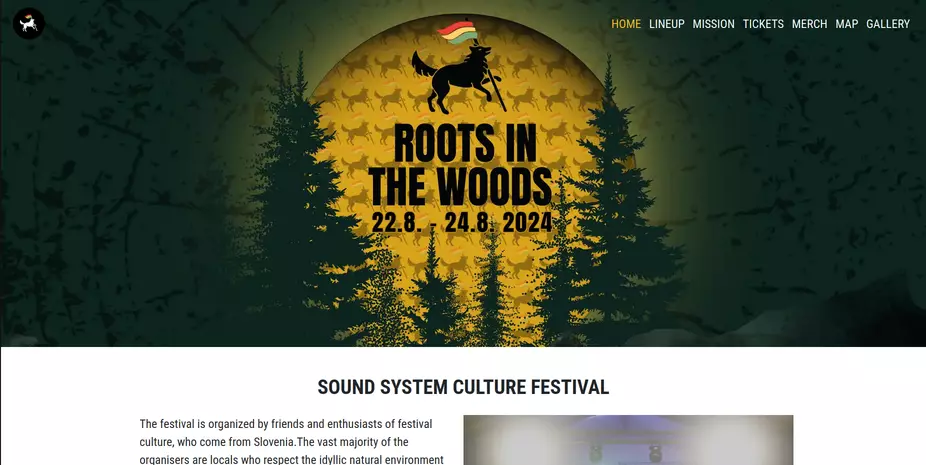 HOME LINEUP MISSION TICKETS MERCH MAP GALLERY
ROOTS IN
THE WOODS
22.8. - 24.8. 2024
SOUND SYSTEM CULTURE FESTIVAL
The festival is organized by friends and enthusiasts of festival
culture, who come from Slovenia.The vast majority of the
organisers are locals who respect the idyllic natural environment